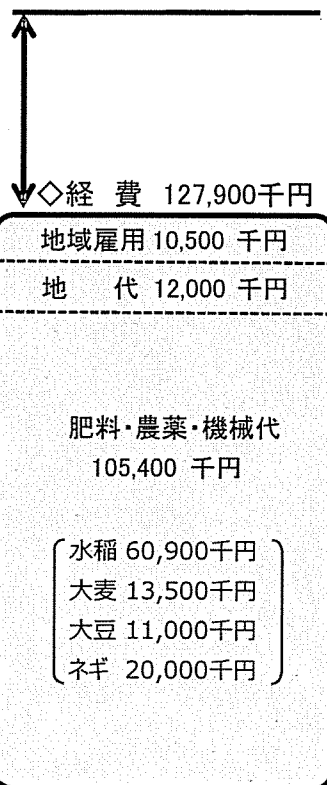 ◇経 費 127,900千円
地域雇用 10,500 千円
地 代 12,000 千円
肥料・農薬・機械代
105,400 千円
水稲 60,900千円
大麦 13,500千円
大豆 11,000千円
ネギ 20,000千円